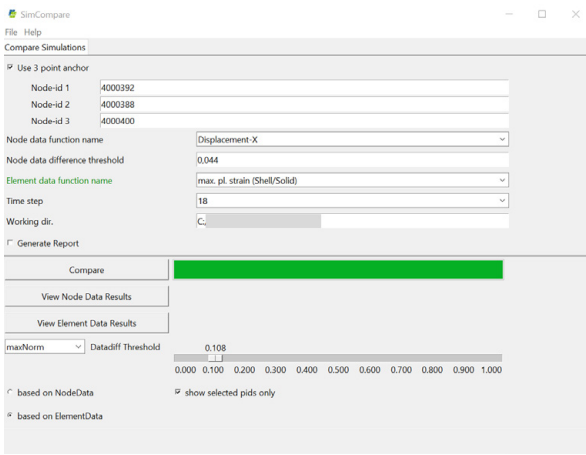 SimCompare
File Help
Compare Simulations
Use 3 point anchor
Node-id 1 4000392
Node-id 2 4000388
Node-id 3 4000400
Node data function name Displacement-X
Node data difference threshold 0,044
Element data function name max. pl. strain (Shell/Solid)
Time step 18
Working dir. C:
Generate Report
Compare
View Node Data Results
View Element Data Results
maxNorm Datadiff Threshold 0.108
0.000 0.100 0.200 0.300 0.400 0.500 0.600 0.700 0.800 0.900 1.000
based on NodeData show selected pids only
based on ElementData